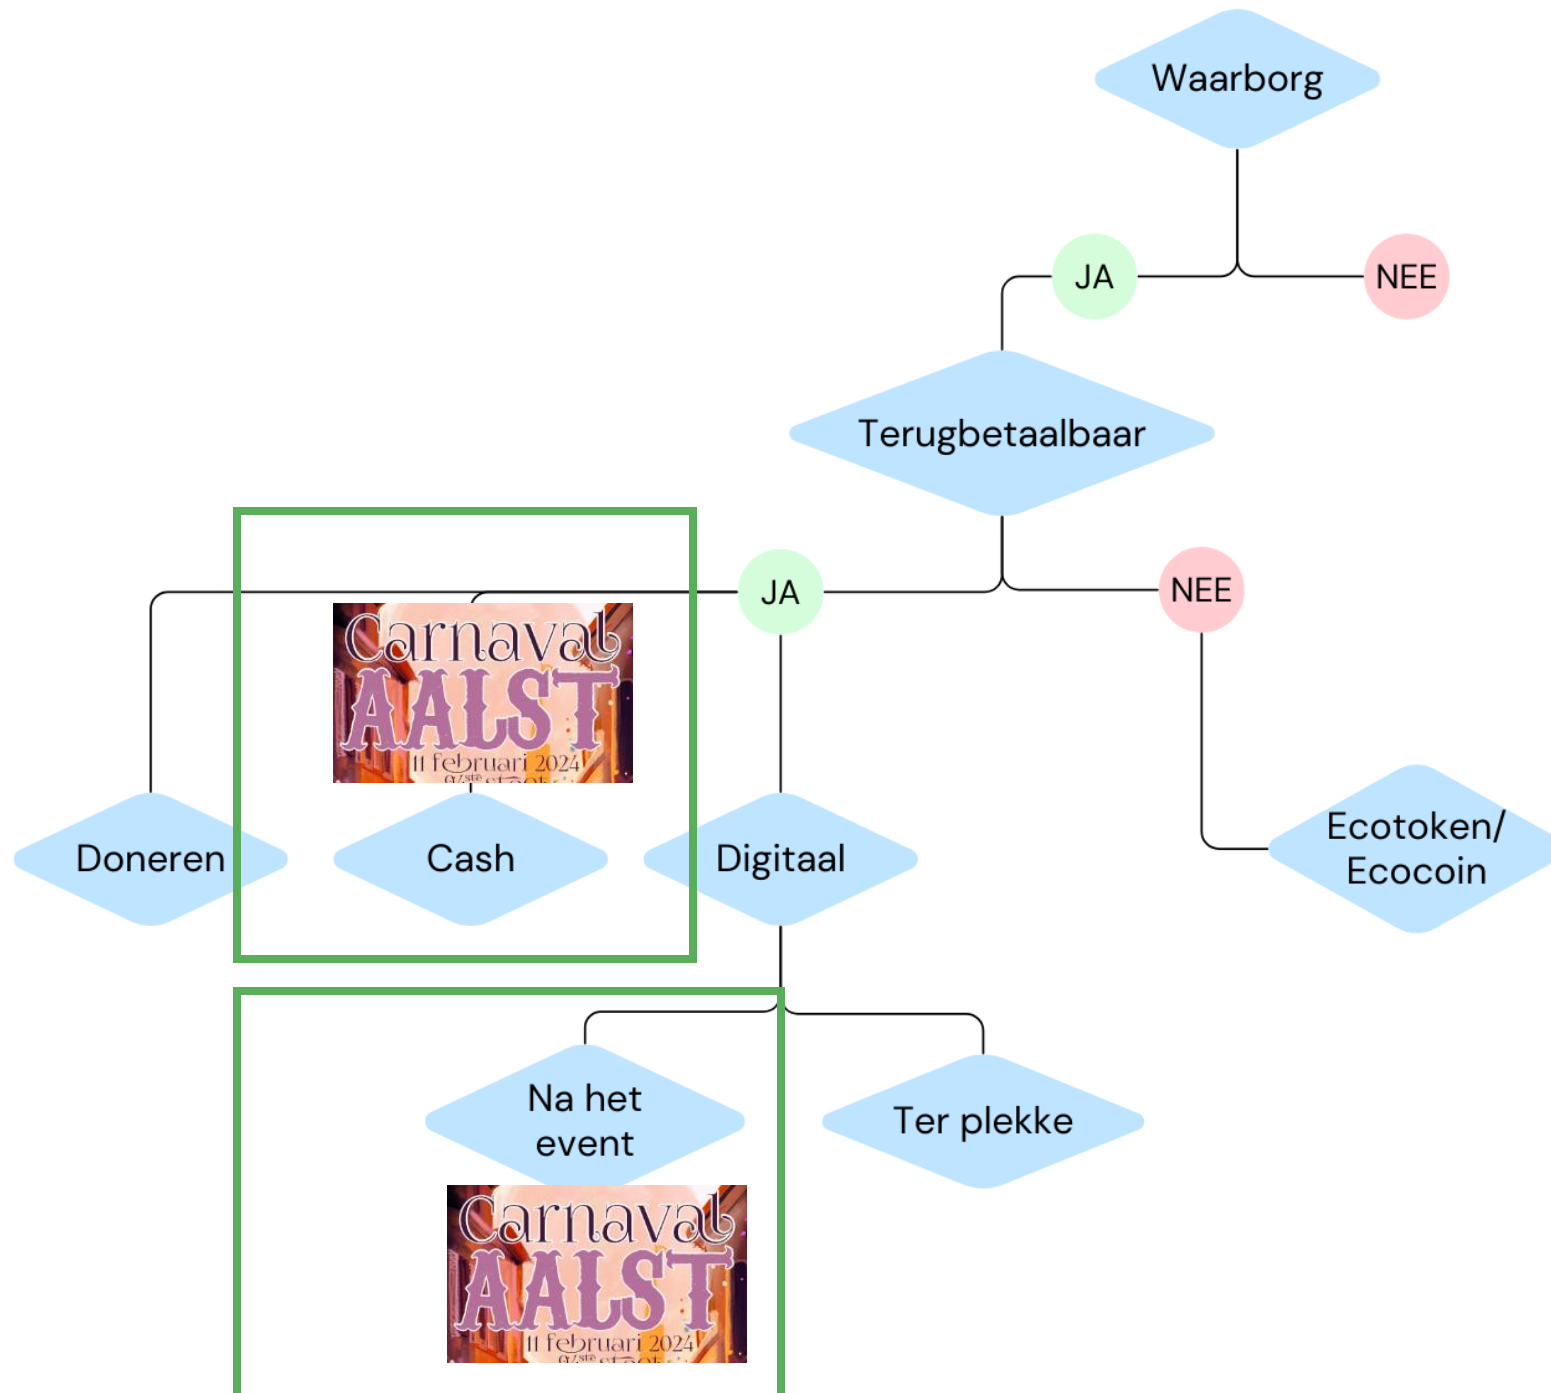 Waarborg
JA
NEE
Terugbetaalbaar
JA
NEE
Carnaval
AALST
11 februari 2024
Doneren
Cash
Digitaal
Ecotoken/
Ecocoin
Na het
event
Ter plekke
Carnaval
AALST
11 februari 2024